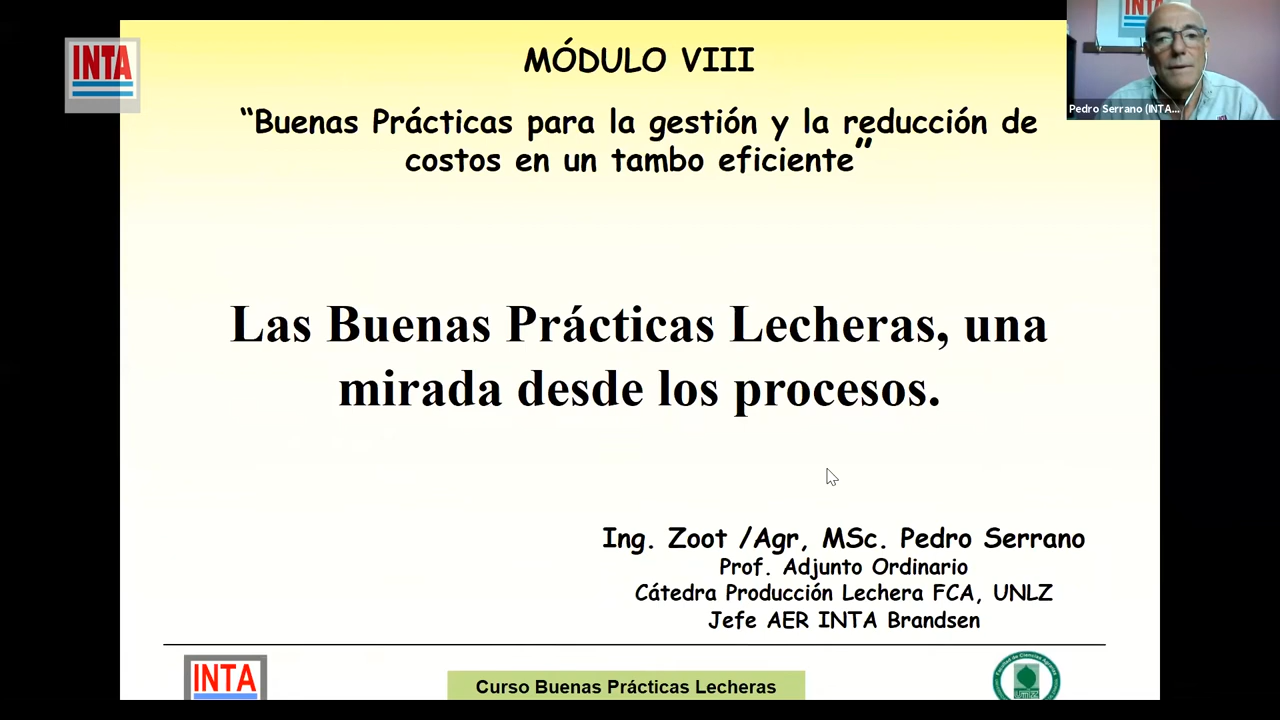 INTA
MÓDULO VIII
INTA
Pedro Serrano (INTA...
“Buenas Prácticas para la gestión y la reducción de
costos en un tambo eficiente”
Las Buenas Prácticas Lecheras, una
mirada desde los procesos.
Ing. Zoot /Agr, MSc. Pedro Serrano
Prof. Adjunto Ordinario
Cátedra Producción Lechera FCA, UNLZ
Jefe AER INTA Brandsen
INTA
Curso Buenas Prácticas Lecheras